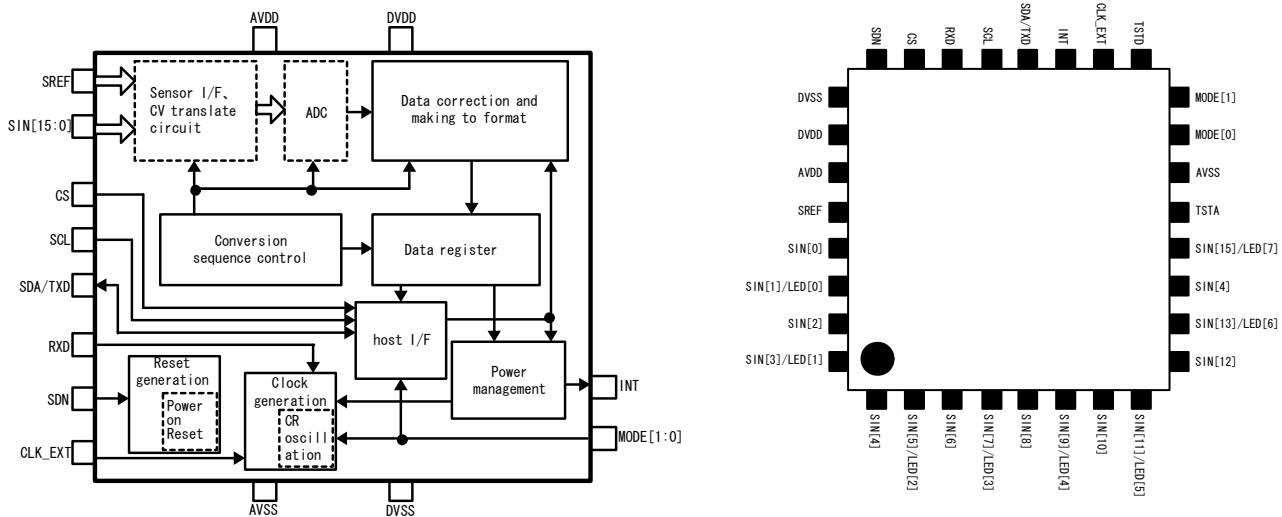 AVDD
DVDD
SREF
SIN[15:0]
CS
SCL
SDA/TXD
RXD
SDN
CLK_EXT
Sensor I/F、
CV translate
circuit
ADC
Data correction and
making to format
Conversion
sequence control
Data register
host I/F
Reset
generation
Power
on
Reset
Clock
generation
CR
oscill
ation
Power
management
INT
MODE[1:0]
AVSS
DVSS
SDN
CS
RXD
SCL
SDA/TXD
INT
CLK_EXT
TSTD
DVSS
DVDD
AVDD
SREF
SIN[0]
SIN[1]/LED[0]
SIN[2]
SIN[3]/LED[1]
MODE[1]
MODE[0]
AVSS
TSTA
SIN[15]/LED[7]
SIN[4]
SIN[13]/LED[6]
SIN[12]
SIN[4]
SIN[5]/LED[2]
SIN[6]
SIN[7]/LED[3]
SIN[8]
SIN[9]/LED[4]
SIN[10]
SIN[11]/LED[5]